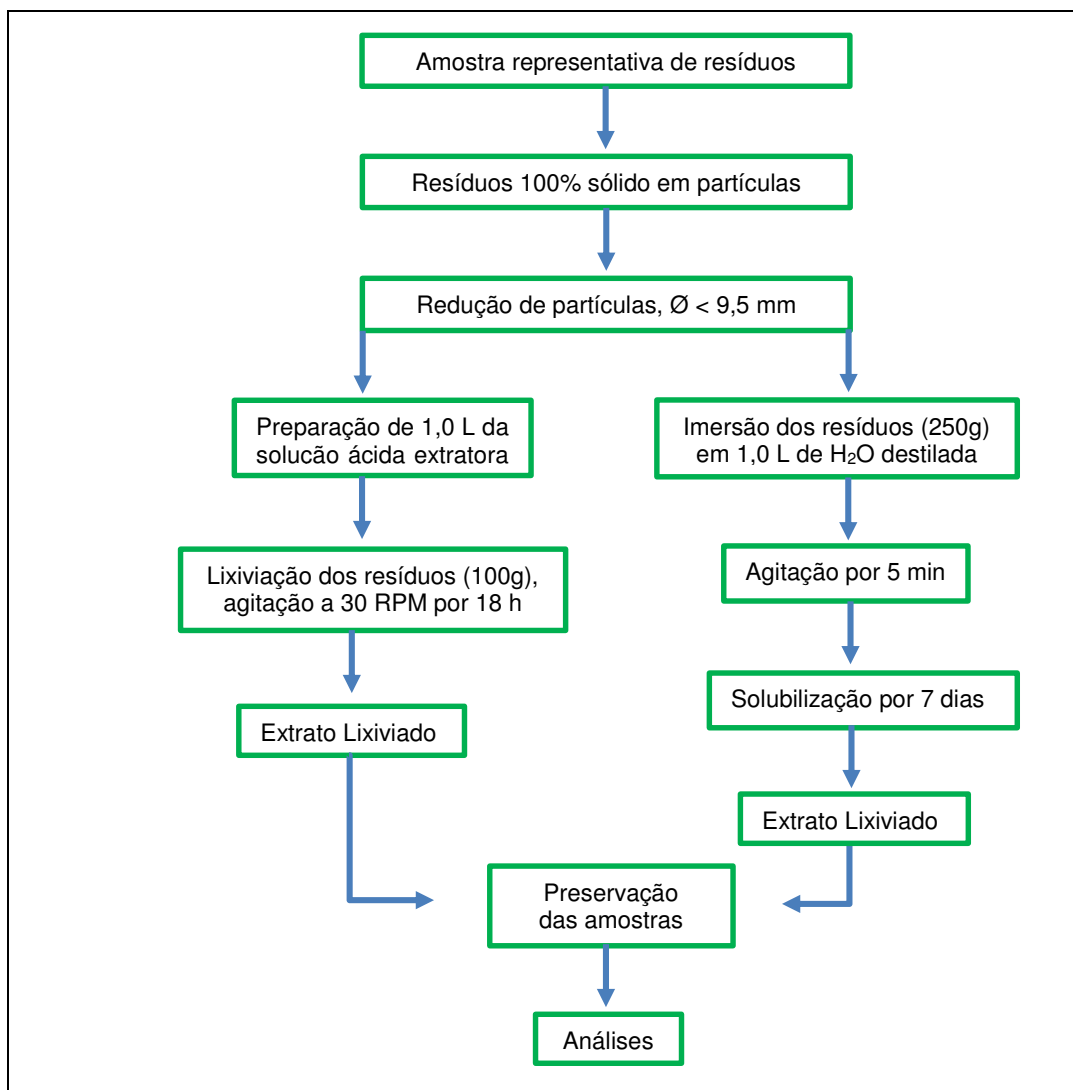 Amostra representativa de resíduos
Resíduos 100% sólido em partículas
Redução de partículas, Ø < 9,5 mm
Preparação de 1,0 L da
solucão ácida extratora
Imersão dos resíduos (250g)
em 1,0 L de H₂O destilada
Lixiviação dos resíduos (100g),
agitação a 30 RPM por 18 h
Agitação por 5 min
Solubilização por 7 dias
Extrato Lixiviado
Extrato Lixiviado
Preservação
das amostras
Análises